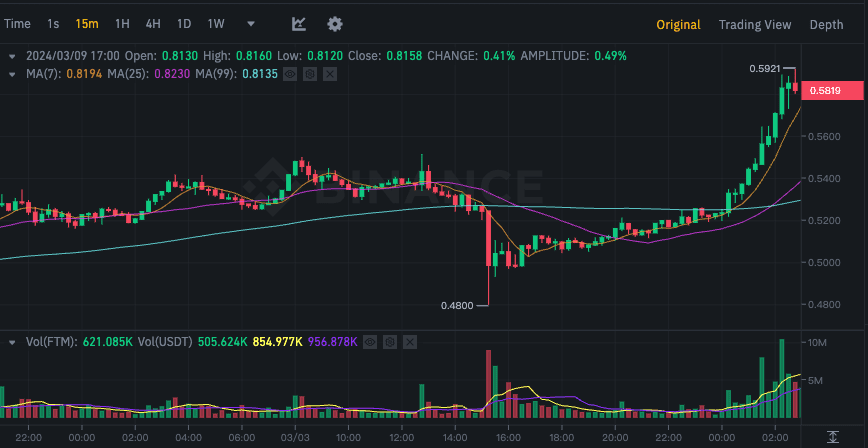 Time 1s 15m 1H 4H 1D 1W Original Trading View Depth
2024/03/09 17:00 Open: 0.8130 High: 0.8160 Low: 0.8120 Close: 0.8158 CHANGE: 0.41% AMPLITUDE: 0.49%
MA(7): 0.8194 MA(25): 0.8230 MA(99): 0.8135
0.5921
0.5819
0.5600
0.5400
BINANCE
0.5200
0.5000
0.4800
0.4800
Vol(FTM): 621.085K Vol(USDT) 505.624K 854.977K 956.878K
10M
5M
22:00 00:00 02:00 04:00 06:00 03/03 10:00 12:00 14:00 16:00 18:00 20:00 22:00 00:00 02:00